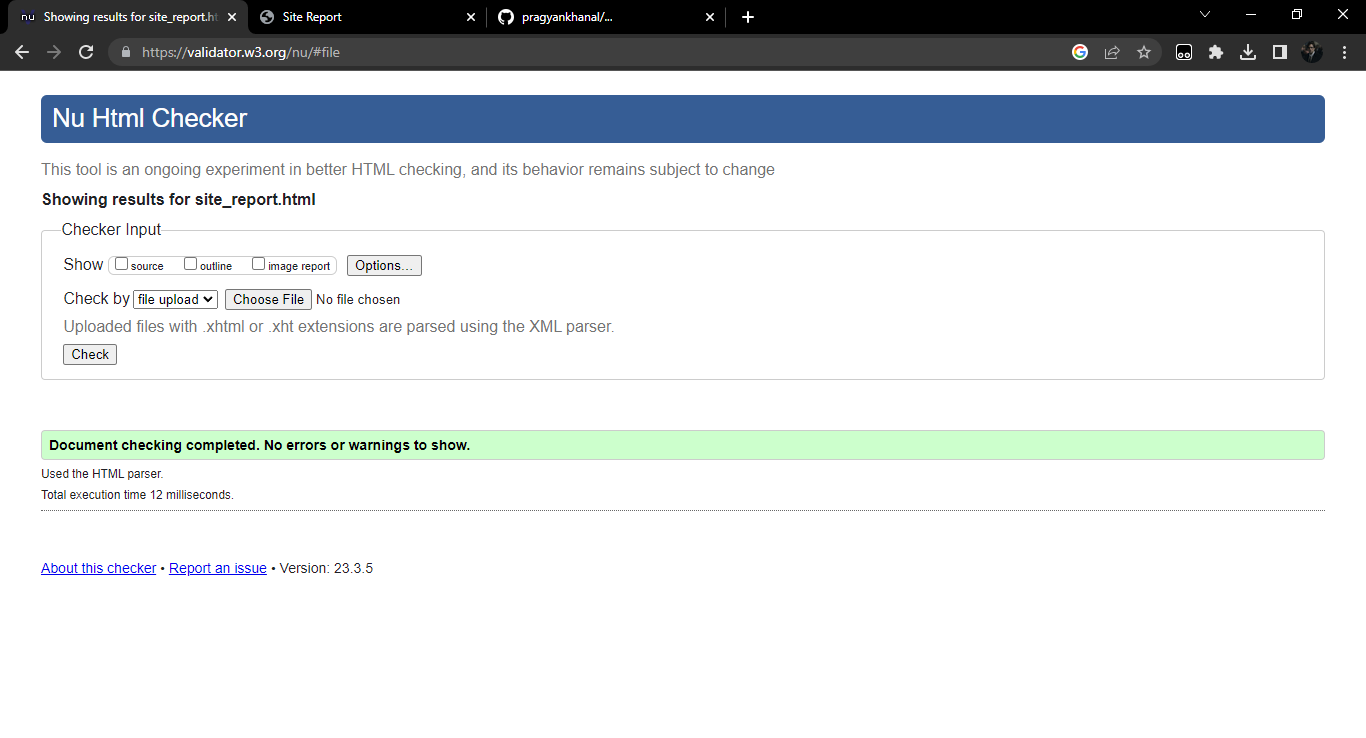 nu Showing results for site_report.ht
Site Report
pragyankhanal/...
https://validator.w3.org/nu/#file
Nu Html Checker
This tool is an ongoing experiment in better HTML checking, and its behavior remains subject to change
Showing results for site_report.html
Checker Input
Show source outline image report Options...
Check by file upload Choose File No file chosen
Uploaded files with .xhtml or .xht extensions are parsed using the XML parser.
Check
Document checking completed. No errors or warnings to show.
Used the HTML parser.
Total execution time 12 milliseconds.
About this checker • Report an issue • Version: 23.3.5